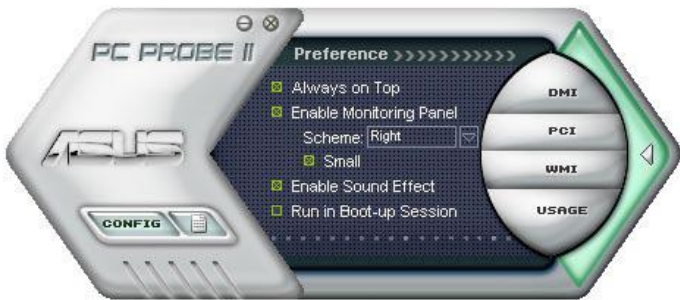 PC PROBE II
ASUS
CONFIG
Preference >>>>>>>>>>>
Always on Top
Enable Monitoring Panel
Scheme: Right
Small
Enable Sound Effect
Run in Boot-up Session
DMI
PCI
WMI
USAGE